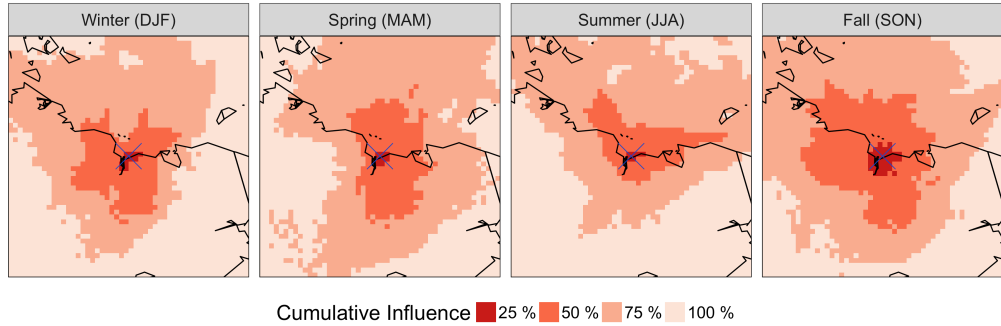 Winter (DJF) Spring (MAM) Summer (JJA) Fall (SON)
Cumulative Influence 25 % 50 % 75 % 100 %